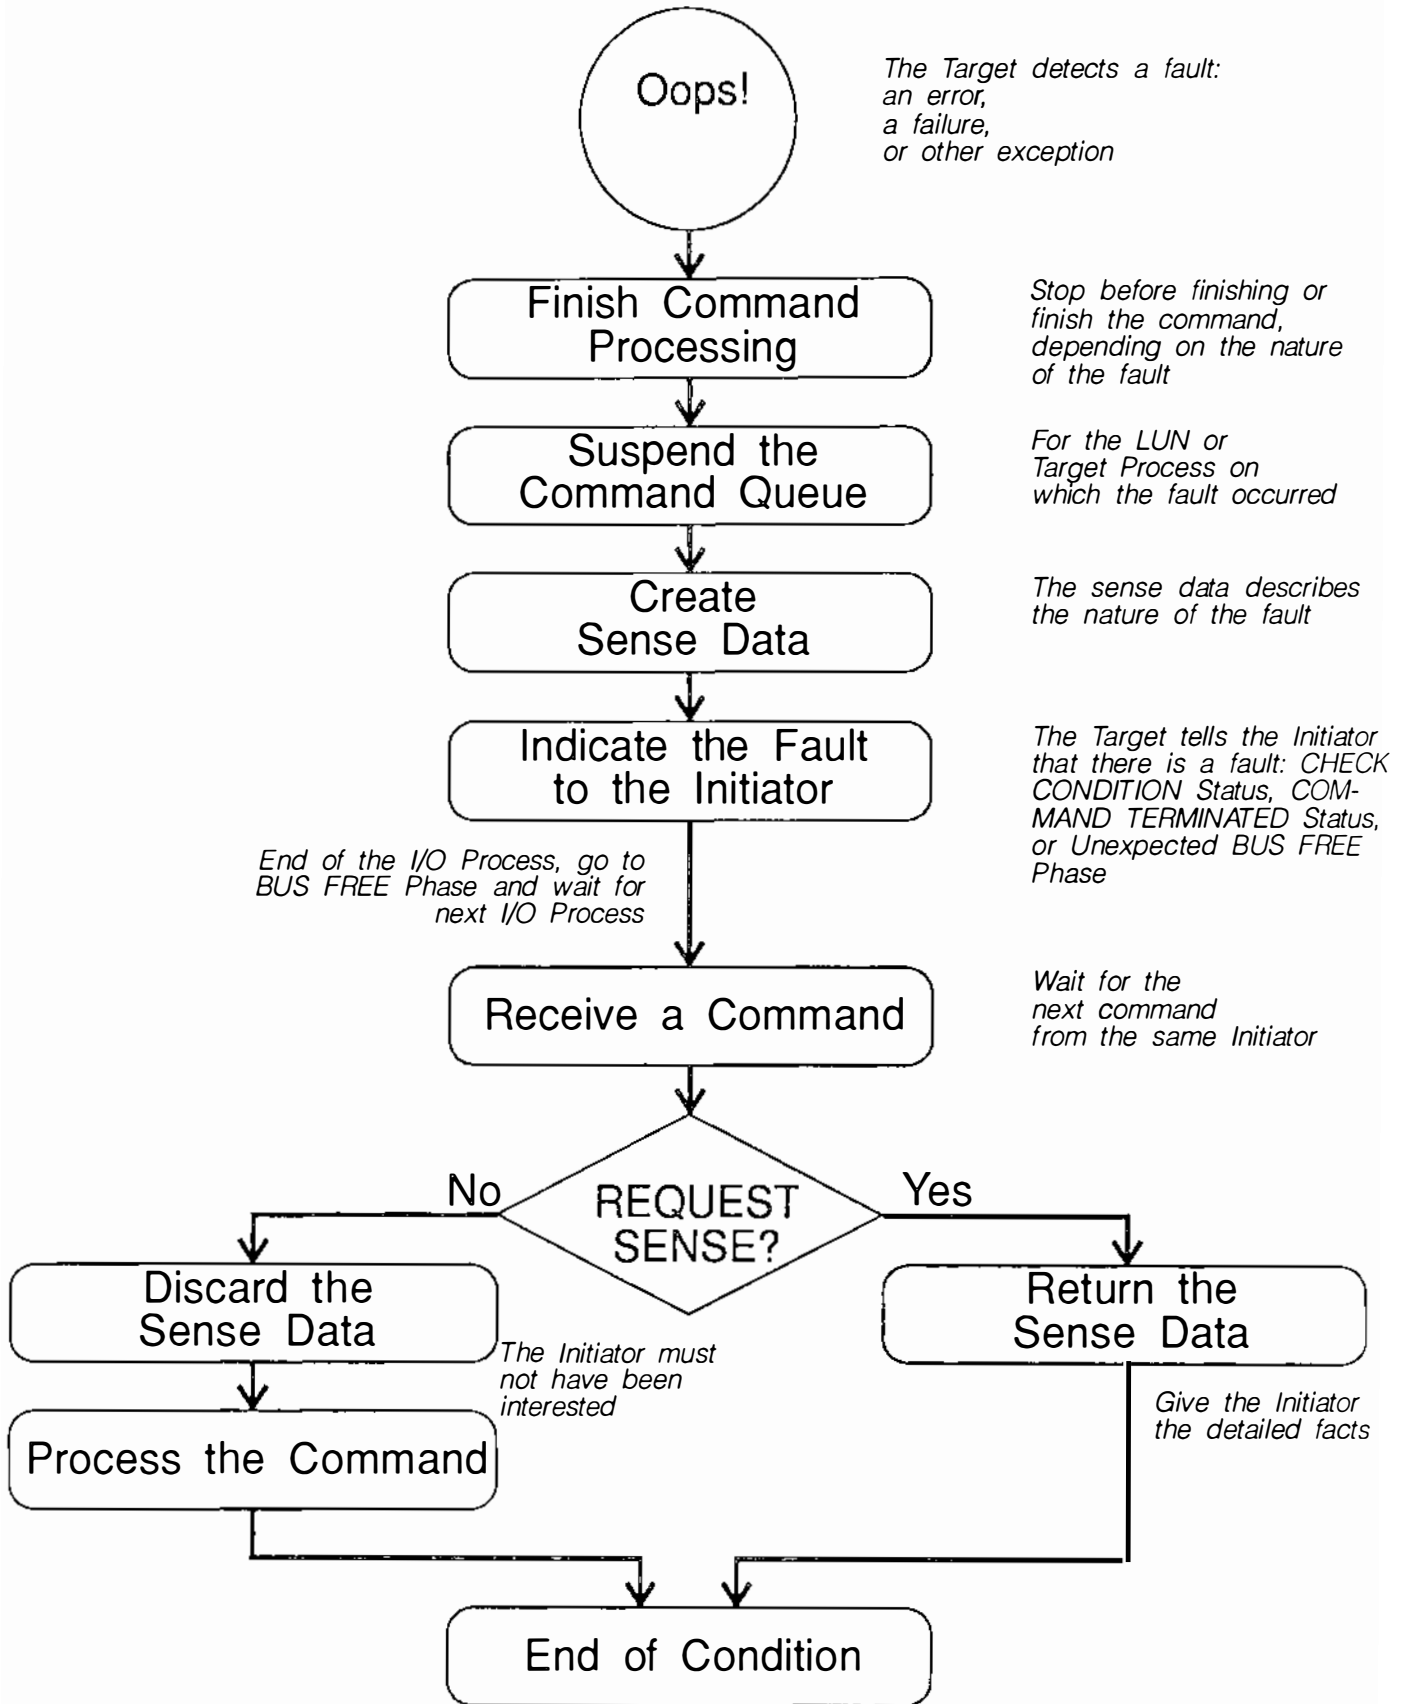 Oops!
The Target detects a fault:
an error,
a failure,
or other exception
Finish Command
Processing
Stop before finishing or
finish the command,
depending on the nature
of the fault
Suspend the
Command Queue
For the LUN or
Target Process on
which the fault occurred
Create
Sense Data
The sense data describes
the nature of the fault
Indicate the Fault
to the Initiator
The Target tells the Initiator
that there is a fault: CHECK
CONDITION Status, COM-
MAND TERMINATED Status,
or Unexpected BUS FREE
Phase
End of the I/O Process, go to
BUS FREE Phase and wait for
next I/O Process
Receive a Command
Wait for the
next command
from the same Initiator
REQUEST
SENSE?
No
Yes
Discard the
Sense Data
The Initiator must
not have been
interested
Process the Command
Return the
Sense Data
Give the Initiator
the detailed facts
End of Condition